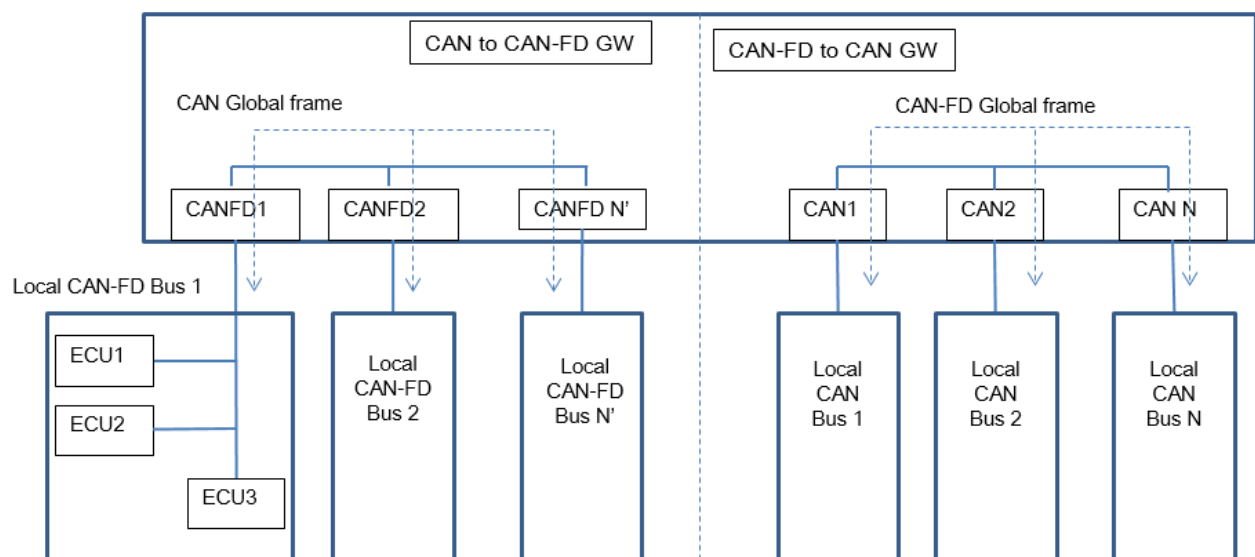 CAN to CAN-FD GW
CAN-FD to CAN GW
CAN Global frame
CAN-FD Global frame
CANFD1
CANFD2
CANFD N’
CAN1
CAN2
CAN N
Local CAN-FD Bus 1
ECU1
ECU2
ECU3
Local
CAN-FD
Bus 2
Local
CAN-FD
Bus N’
Local
CAN
Bus 1
Local
CAN
Bus 2
Local
CAN
Bus N